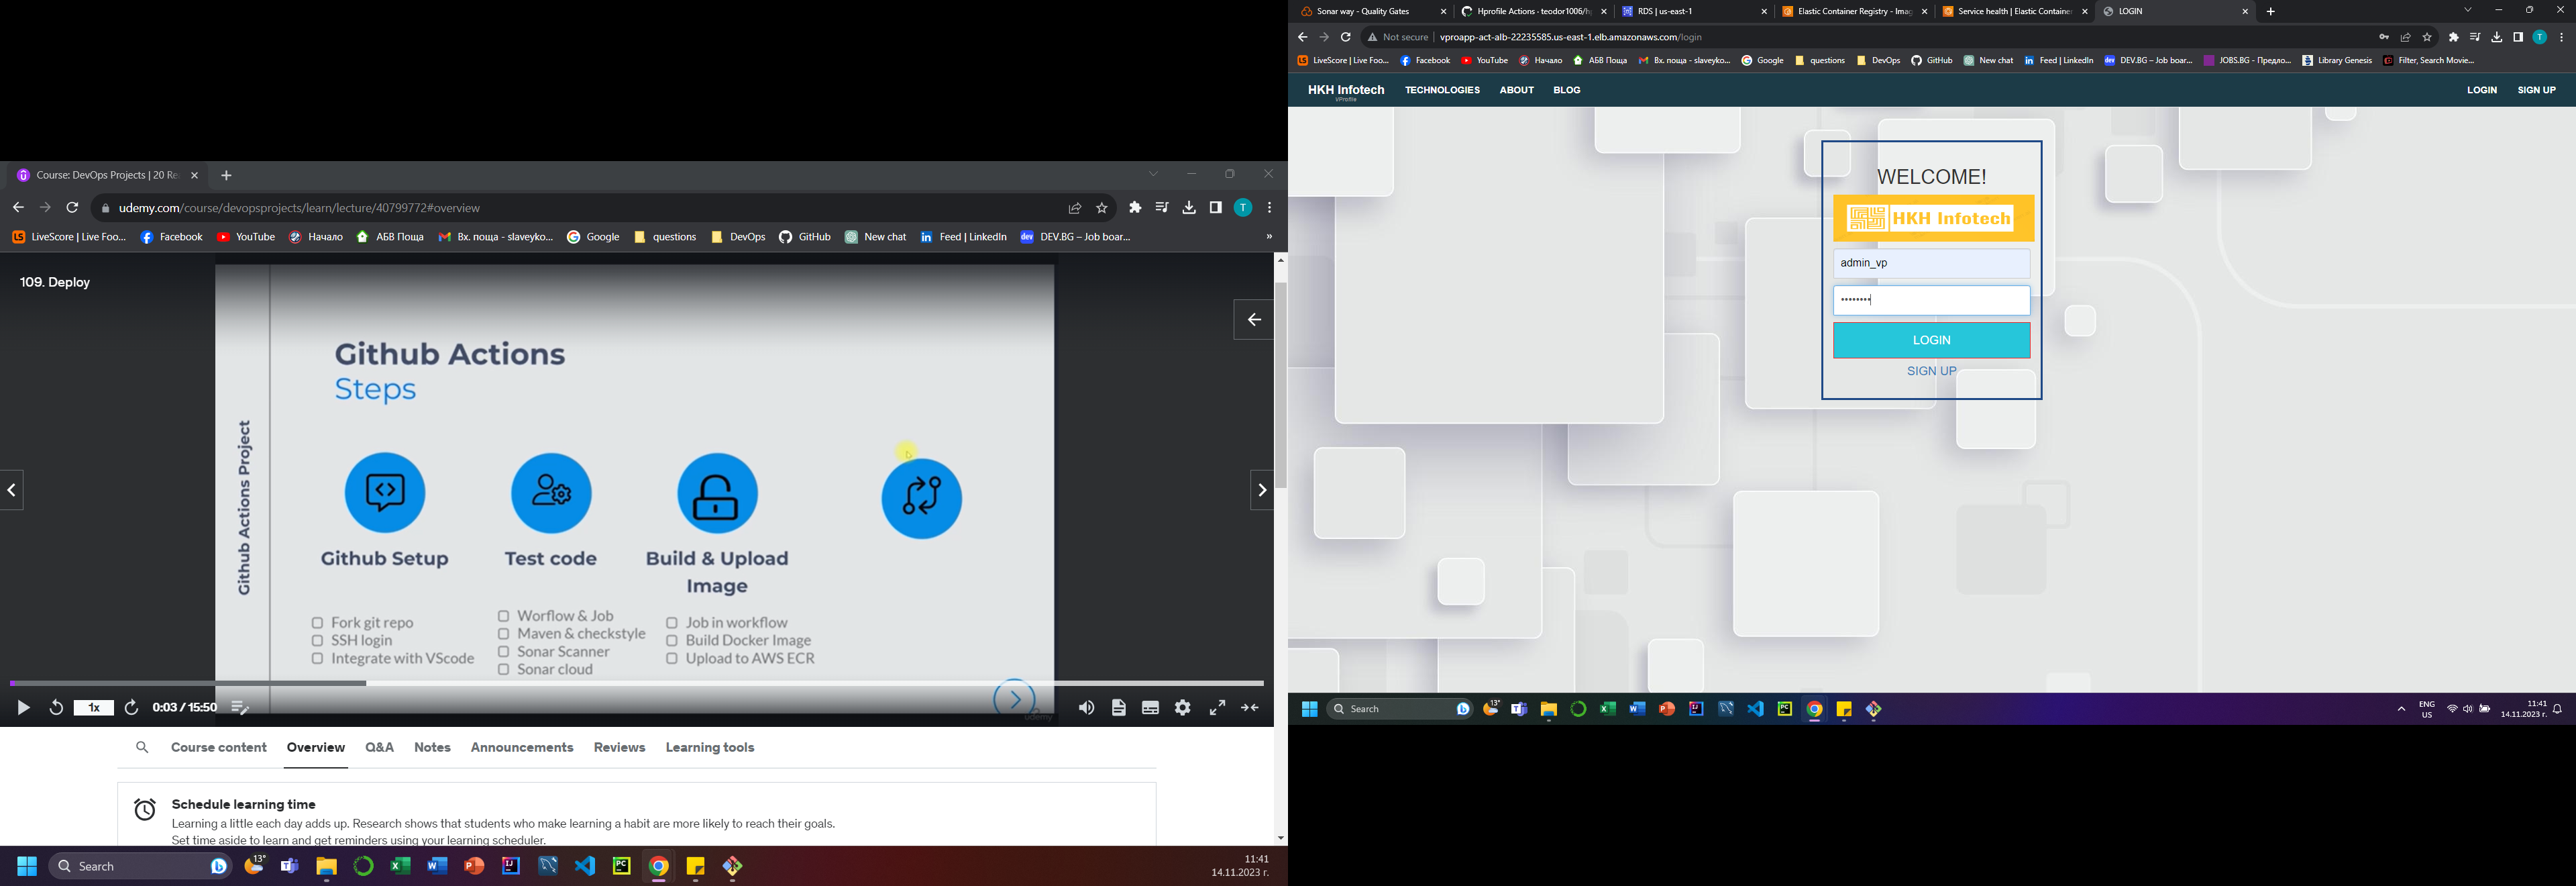 Course: DevOps Projects | 20 Re
udemy.com/course/devopsprojects/learn/lecture/40799772#overview
T
LiveScore | Live Foo...
Facebook
YouTube
Начало
АБВ Поща
Вх. поща - slaveyko...
Google
questions
DevOps
GitHub
New chat
Feed | LinkedIn
DEV.BG – Job boar...
»
109. Deploy
Github Actions Project
Github Actions
Steps
Github Setup
Fork git repo
SSH login
Integrate with VScode
Test code
Worflow & Job
Maven & checkstyle
Sonar Scanner
Sonar cloud
Build & Upload
Image
Job in workflow
Build Docker Image
Upload to AWS ECR
udemy
1x
0:03 / 15:50
Course content
Overview
Q&A
Notes
Announcements
Reviews
Learning tools
Schedule learning time
Learning a little each day adds up. Research shows that students who make learning a habit are more likely to reach their goals.
Set time aside to learn and get reminders using your learning scheduler.
Search
13°
11:41
14.11.2023 г.
Sonar way - Quality Gates
Hprofile Actions · teodor1006/h
RDS | us-east-1
Elastic Container Registry - Imag
Service health | Elastic Container
LOGIN
Not secure
vproapp-act-alb-22235585.us-east-1.elb.amazonaws.com/login
T
LiveScore | Live Foo...
Facebook
YouTube
Начало
АБВ Поща
Вх. поща - slaveyko...
Google
questions
DevOps
GitHub
New chat
Feed | LinkedIn
DEV.BG – Job boar...
JOBS.BG - Предло...
Library Genesis
Filter, Search Movie...
HKH Infotech
VProfile
TECHNOLOGIES
ABOUT
BLOG
LOGIN
SIGN UP
WELCOME!
HKH Infotech
admin_vp
LOGIN
SIGN UP
Search
13°
ENG
US
11:41
14.11.2023 г.